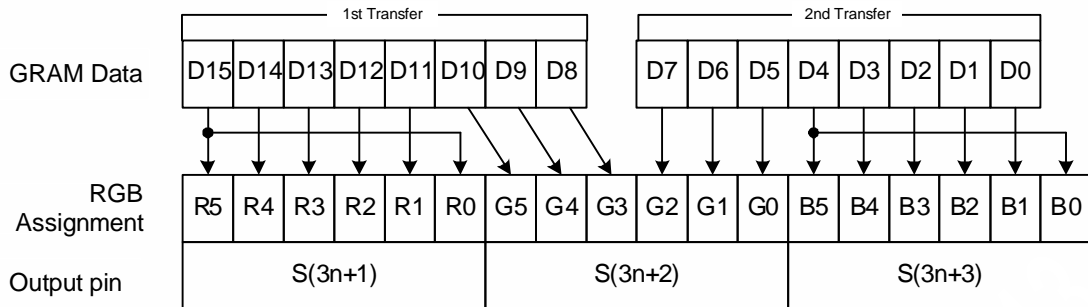 1st Transfer 2nd Transfer
GRAM Data D15 D14 D13 D12 D11 D10 D9 D8 D7 D6 D5 D4 D3 D2 D1 D0
RGB
Assignment R5 R4 R3 R2 R1 R0 G5 G4 G3 G2 G1 G0 B5 B4 B3 B2 B1 B0
Output pin S(3n+1) S(3n+2) S(3n+3)